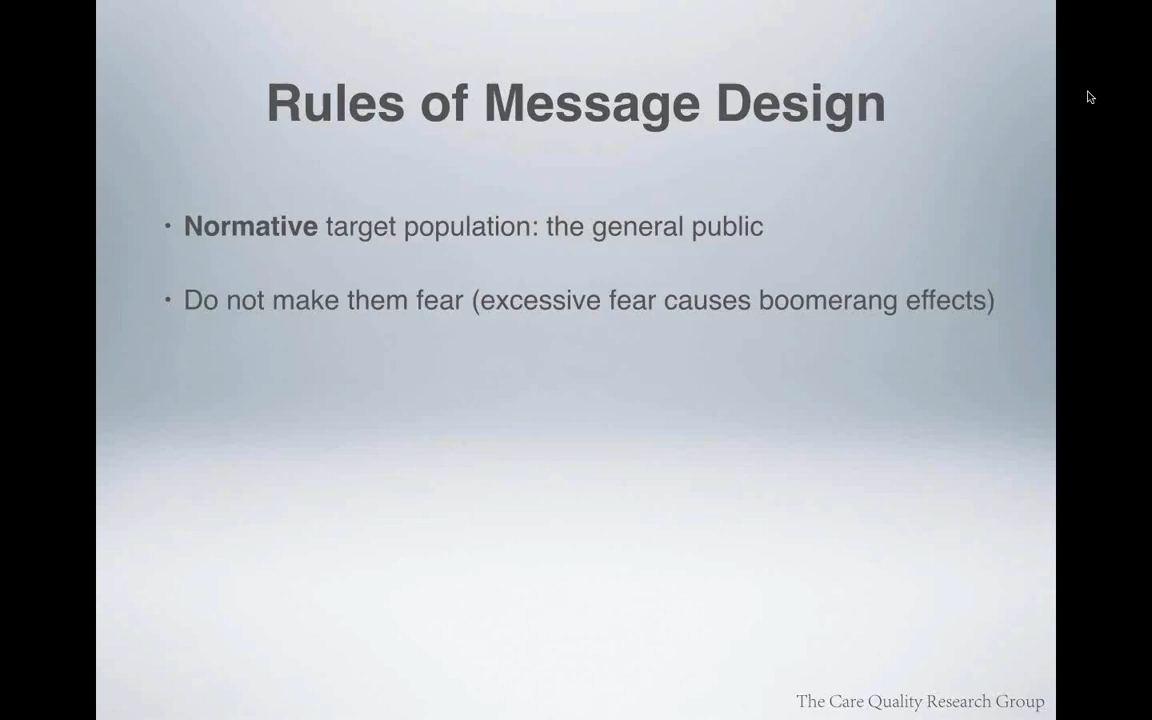 Rules of Message Design
• Normative target population: the general public
• Do not make them fear (excessive fear causes boomerang effects)
The Care Quality Research Group